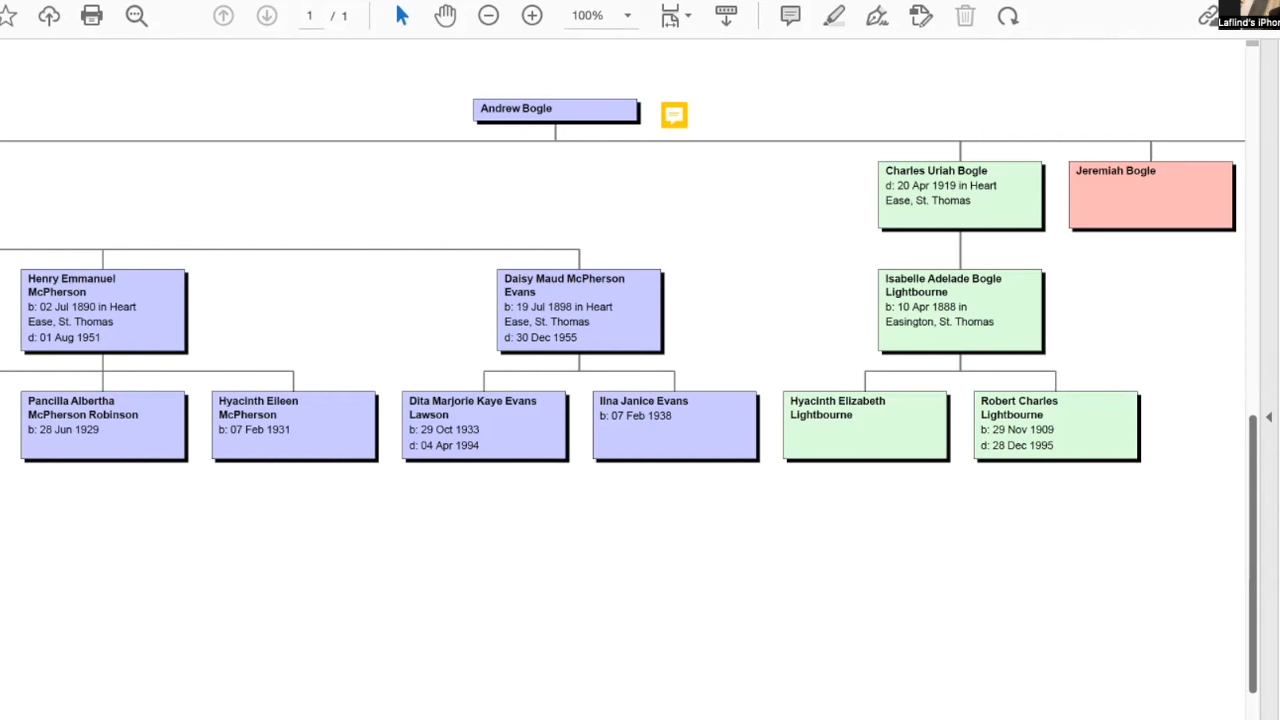 1 / 1
100%
Laflind's iPho
Andrew Bogle
Charles Uriah Bogle
d: 20 Apr 1919 in Heart
Ease, St. Thomas
Jeremiah Bogle
Henry Emmanuel
McPherson
b: 02 Jul 1890 in Heart
Ease, St. Thomas
d: 01 Aug 1951
Daisy Maud McPherson
Evans
b: 19 Jul 1898 in Heart
Ease, St. Thomas
d: 30 Dec 1955
Isabelle Adelade Bogle
Lightbourne
b: 10 Apr 1888 in
Easington, St. Thomas
Pancilla Albertha
McPherson Robinson
b: 28 Jun 1929
Hyacinth Eileen
McPherson
b: 07 Feb 1931
Dita Marjorie Kaye Evans
Lawson
b: 29 Oct 1933
d: 04 Apr 1994
Ilna Janice Evans
b: 07 Feb 1938
Hyacinth Elizabeth
Lightbourne
Robert Charles
Lightbourne
b: 29 Nov 1909
d: 28 Dec 1995